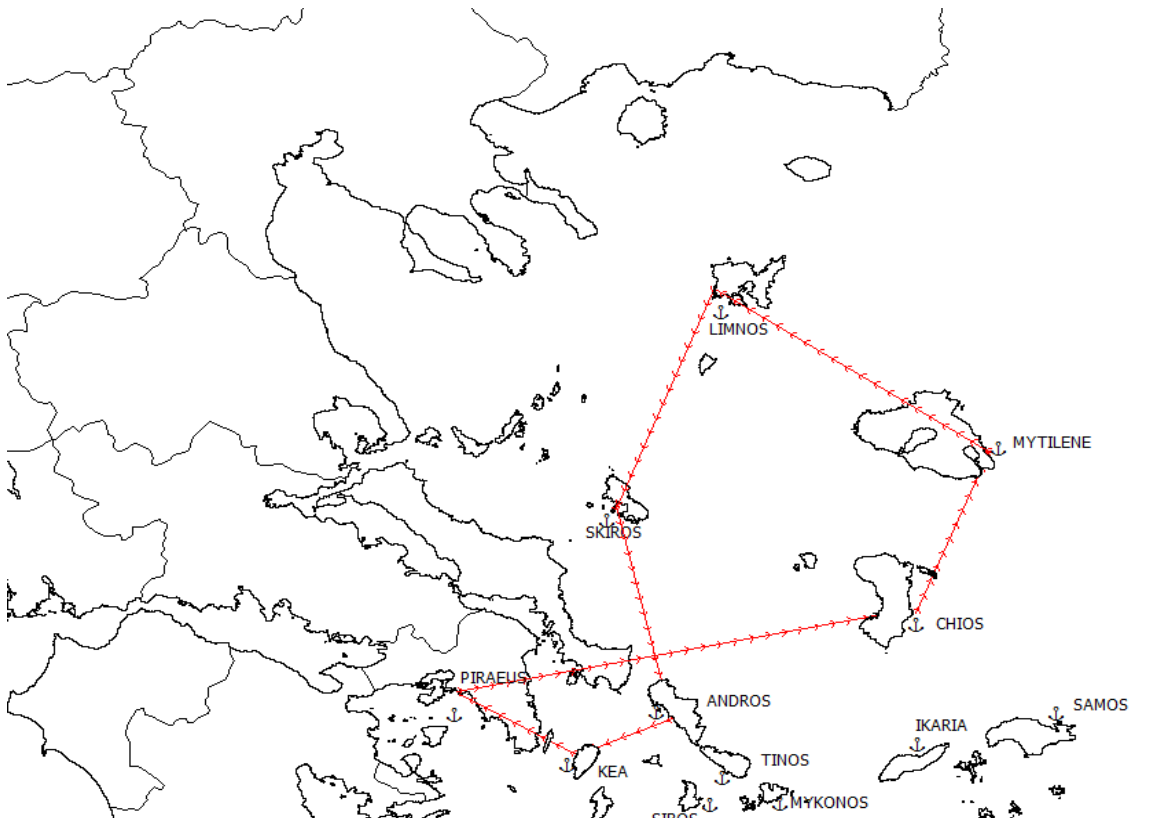 LIMNOS
MYTILENE
SKIROS
CHIOS
PIRAEUS
ANDROS
SAMOS
IKARIA
TINOS
KEA
MYKONOS